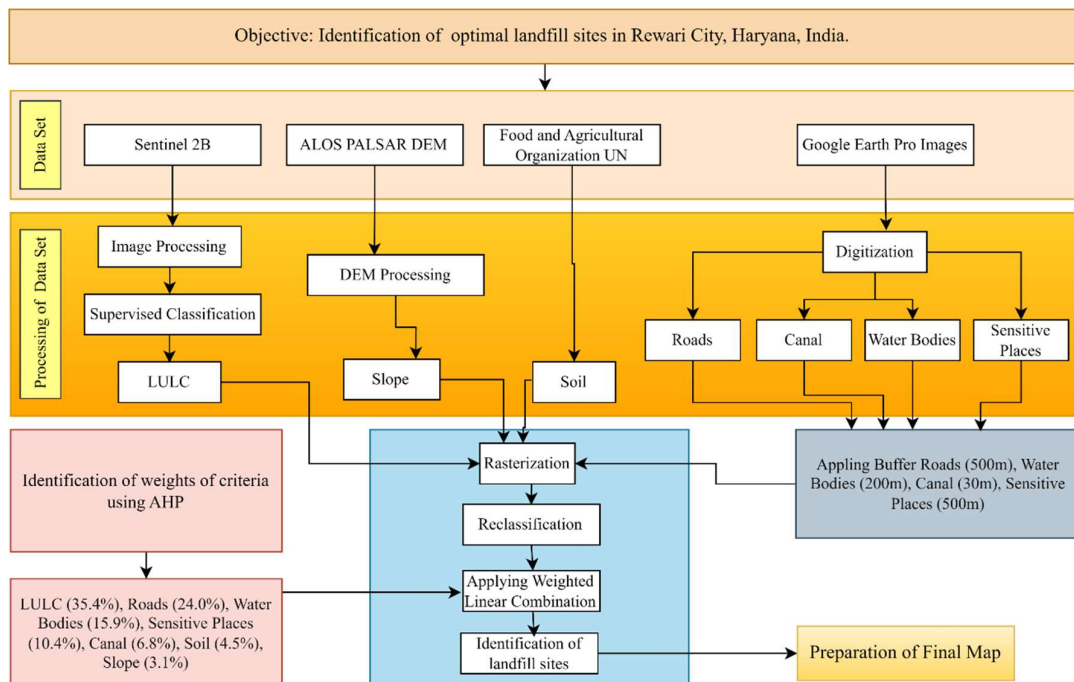 Objective: Identification of optimal landfill sites in Rewari City, Haryana, India.
Data Set
Sentinel 2B
ALOS PALSAR DEM
Food and Agricultural
Organization UN
Google Earth Pro Images
Processing of Data Set
Image Processing
Supervised Classification
LULC
DEM Processing
Slope
Soil
Digitization
Roads
Canal
Water Bodies
Sensitive
Places
Identification of weights of criteria
using AHP
LULC (35.4%), Roads (24.0%), Water
Bodies (15.9%), Sensitive Places
(10.4%), Canal (6.8%), Soil (4.5%),
Slope (3.1%)
Rasterization
Reclassification
Applying Weighted
Linear Combination
Identification of
landfill sites
Appling Buffer Roads (500m), Water
Bodies (200m), Canal (30m), Sensitive
Places (500m)
Preparation of Final Map